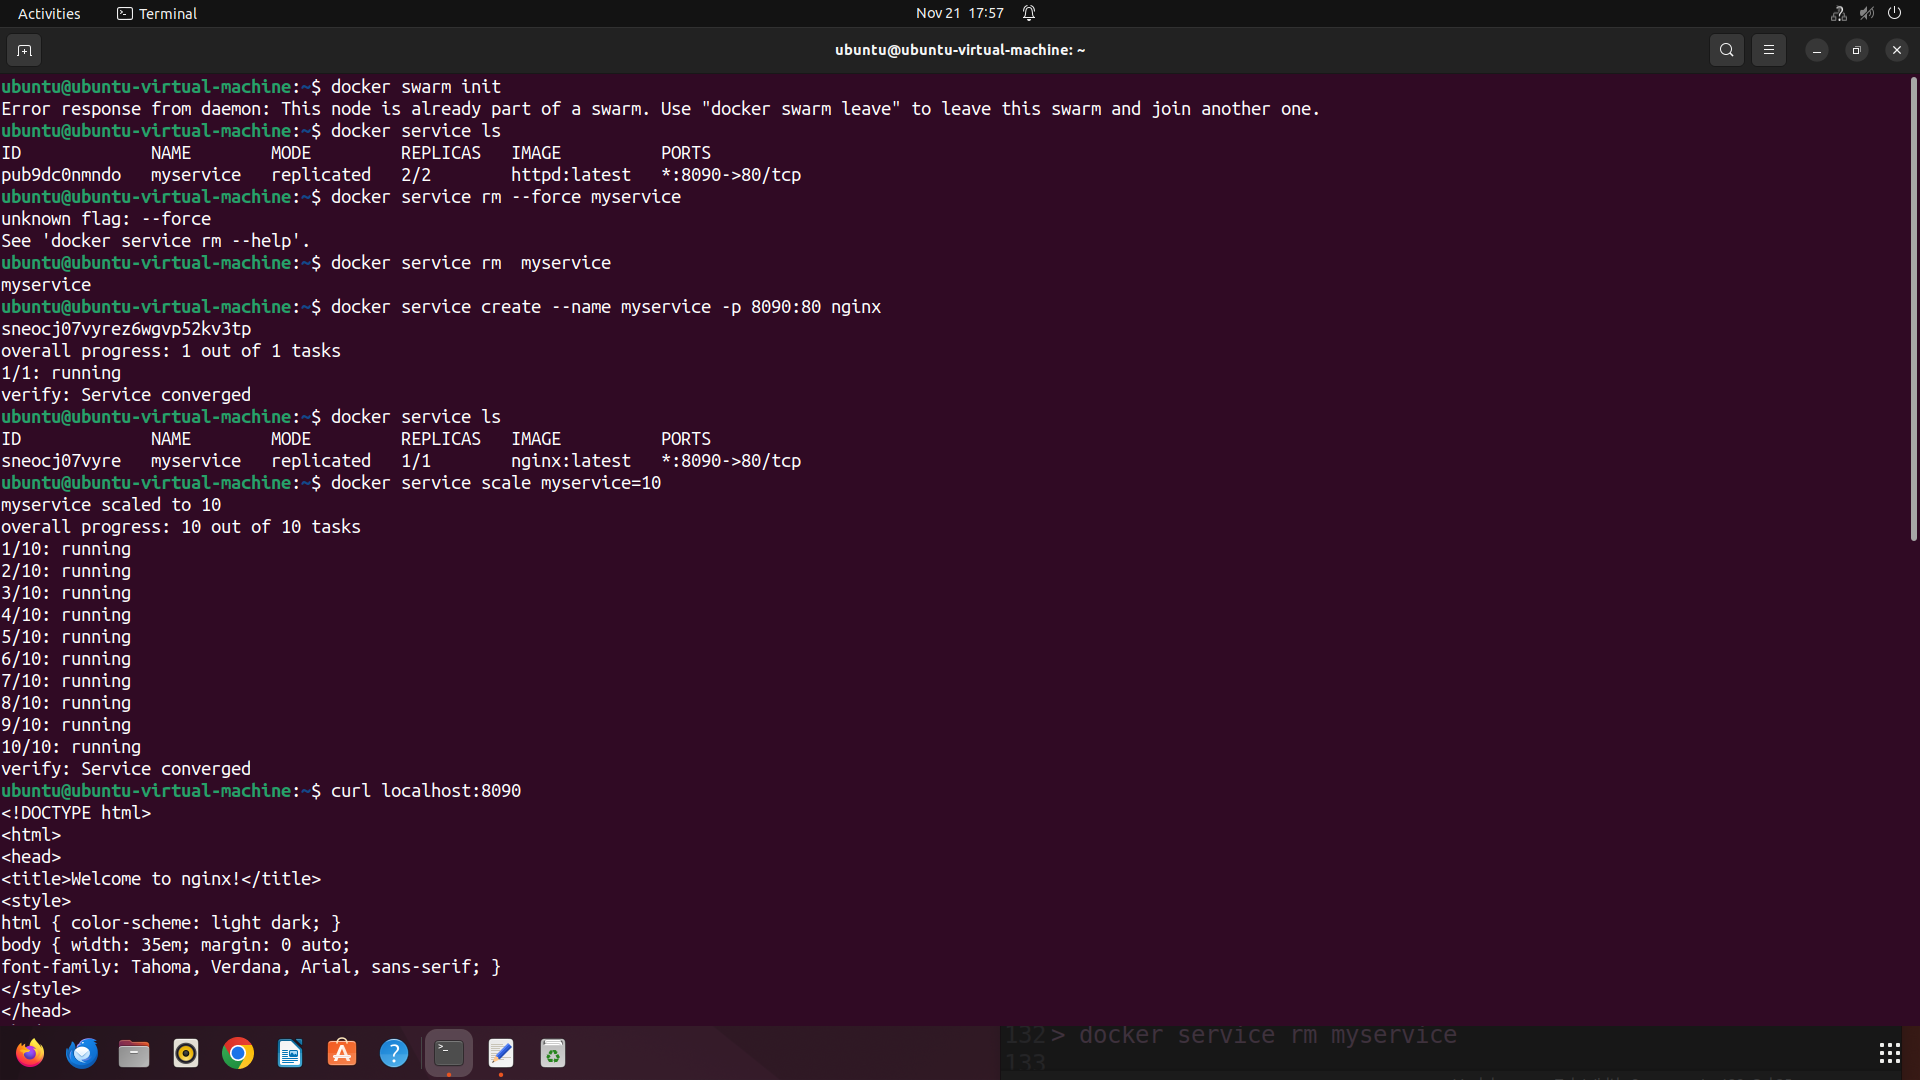 Activities Terminal Nov 21 17:57
ubuntu@ubuntu-virtual-machine: ~
ubuntu@ubuntu-virtual-machine:~$ docker swarm init
Error response from daemon: This node is already part of a swarm. Use "docker swarm leave" to leave this swarm and join another one.
ubuntu@ubuntu-virtual-machine:~$ docker service ls
ID             NAME        MODE         REPLICAS   IMAGE          PORTS
pub9dc0nmndo   myservice   replicated   2/2        httpd:latest   *:8090->80/tcp
ubuntu@ubuntu-virtual-machine:~$ docker service rm --force myservice
unknown flag: --force
See 'docker service rm --help'.
ubuntu@ubuntu-virtual-machine:~$ docker service rm  myservice
myservice
ubuntu@ubuntu-virtual-machine:~$ docker service create --name myservice -p 8090:80 nginx
sneocj07vyrez6wgvp52kv3tp
overall progress: 1 out of 1 tasks
1/1: running
verify: Service converged
ubuntu@ubuntu-virtual-machine:~$ docker service ls
ID             NAME        MODE         REPLICAS   IMAGE          PORTS
sneocj07vyre   myservice   replicated   1/1        nginx:latest   *:8090->80/tcp
ubuntu@ubuntu-virtual-machine:~$ docker service scale myservice=10
myservice scaled to 10
overall progress: 10 out of 10 tasks
1/10: running
2/10: running
3/10: running
4/10: running
5/10: running
6/10: running
7/10: running
8/10: running
9/10: running
10/10: running
verify: Service converged
ubuntu@ubuntu-virtual-machine:~$ curl localhost:8090
<!DOCTYPE html>
<html>
<head>
<title>Welcome to nginx!</title>
<style>
html { color-scheme: light dark; }
body { width: 35em; margin: 0 auto;
font-family: Tahoma, Verdana, Arial, sans-serif; }
</style>
</head>
132 > docker service rm myservice
133